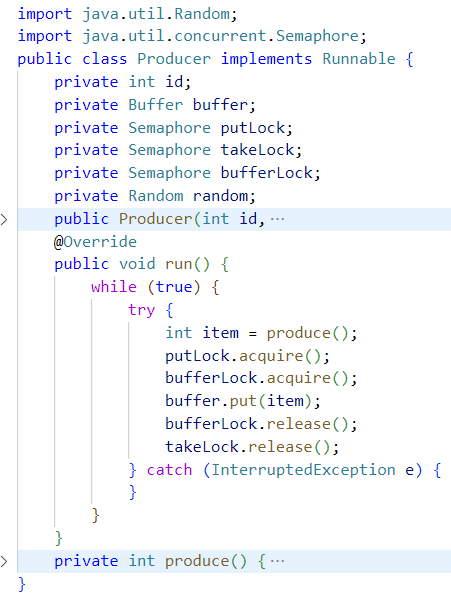 import java.util.Random;
import java.util.concurrent.Semaphore;
public class Producer implements Runnable {
    private int id;
    private Buffer buffer;
    private Semaphore putLock;
    private Semaphore takeLock;
    private Semaphore bufferLock;
    private Random random;
    public Producer(int id, ···
    @Override
    public void run() {
        while (true) {
            try {
                int item = produce();
                putLock.acquire();
                bufferLock.acquire();
                buffer.put(item);
                bufferLock.release();
                takeLock.release();
            } catch (InterruptedException e) {
            }
        }
    }
    private int produce() { ···
}